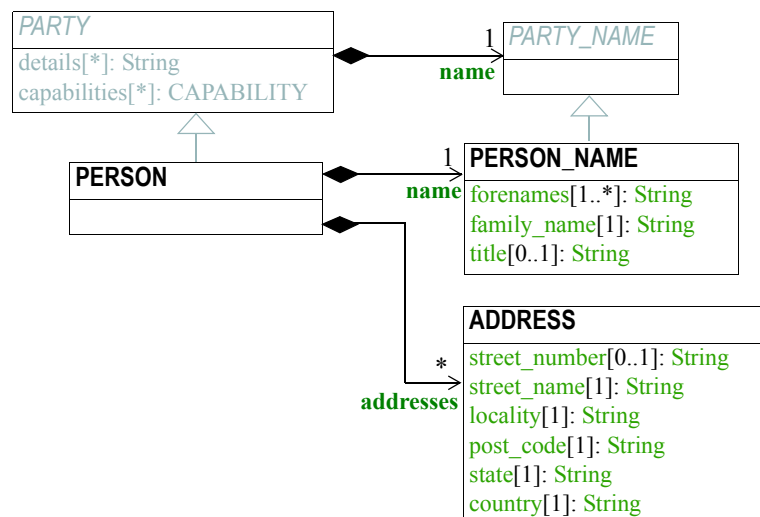 PARTY
details[*]: String
capabilities[*]: CAPABILITY
1
name
PARTY_NAME
PERSON
1
name
PERSON_NAME
forenames[1..*]: String
family_name[1]: String
title[0..1]: String
*
addresses
ADDRESS
street_number[0..1]: String
street_name[1]: String
locality[1]: String
post_code[1]: String
state[1]: String
country[1]: String